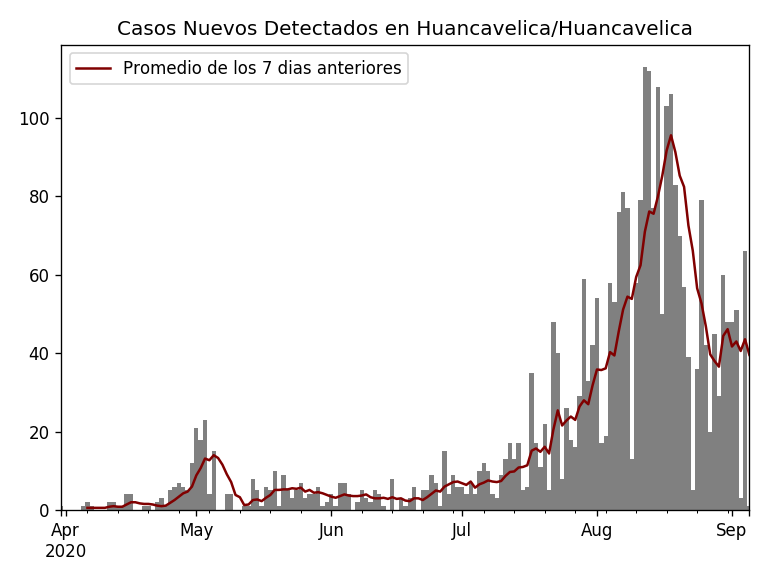 Casos Nuevos Detectados en Huancavelica/Huancavelica
Promedio de los 7 dias anteriores
100
80
60
40
20
0
Apr May Jun Jul Aug Sep
2020